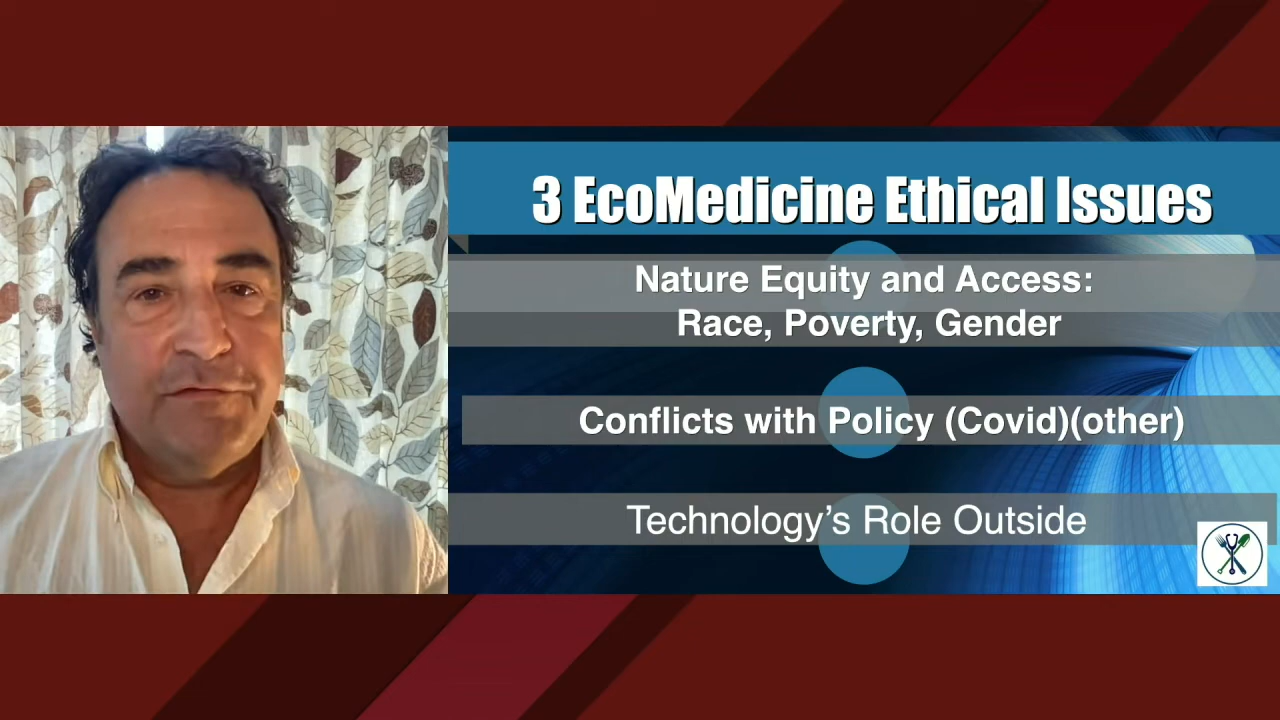 3 EcoMedicine Ethical Issues
Nature Equity and Access:
Race, Poverty, Gender
Conflicts with Policy (Covid)(other)
Technology’s Role Outside